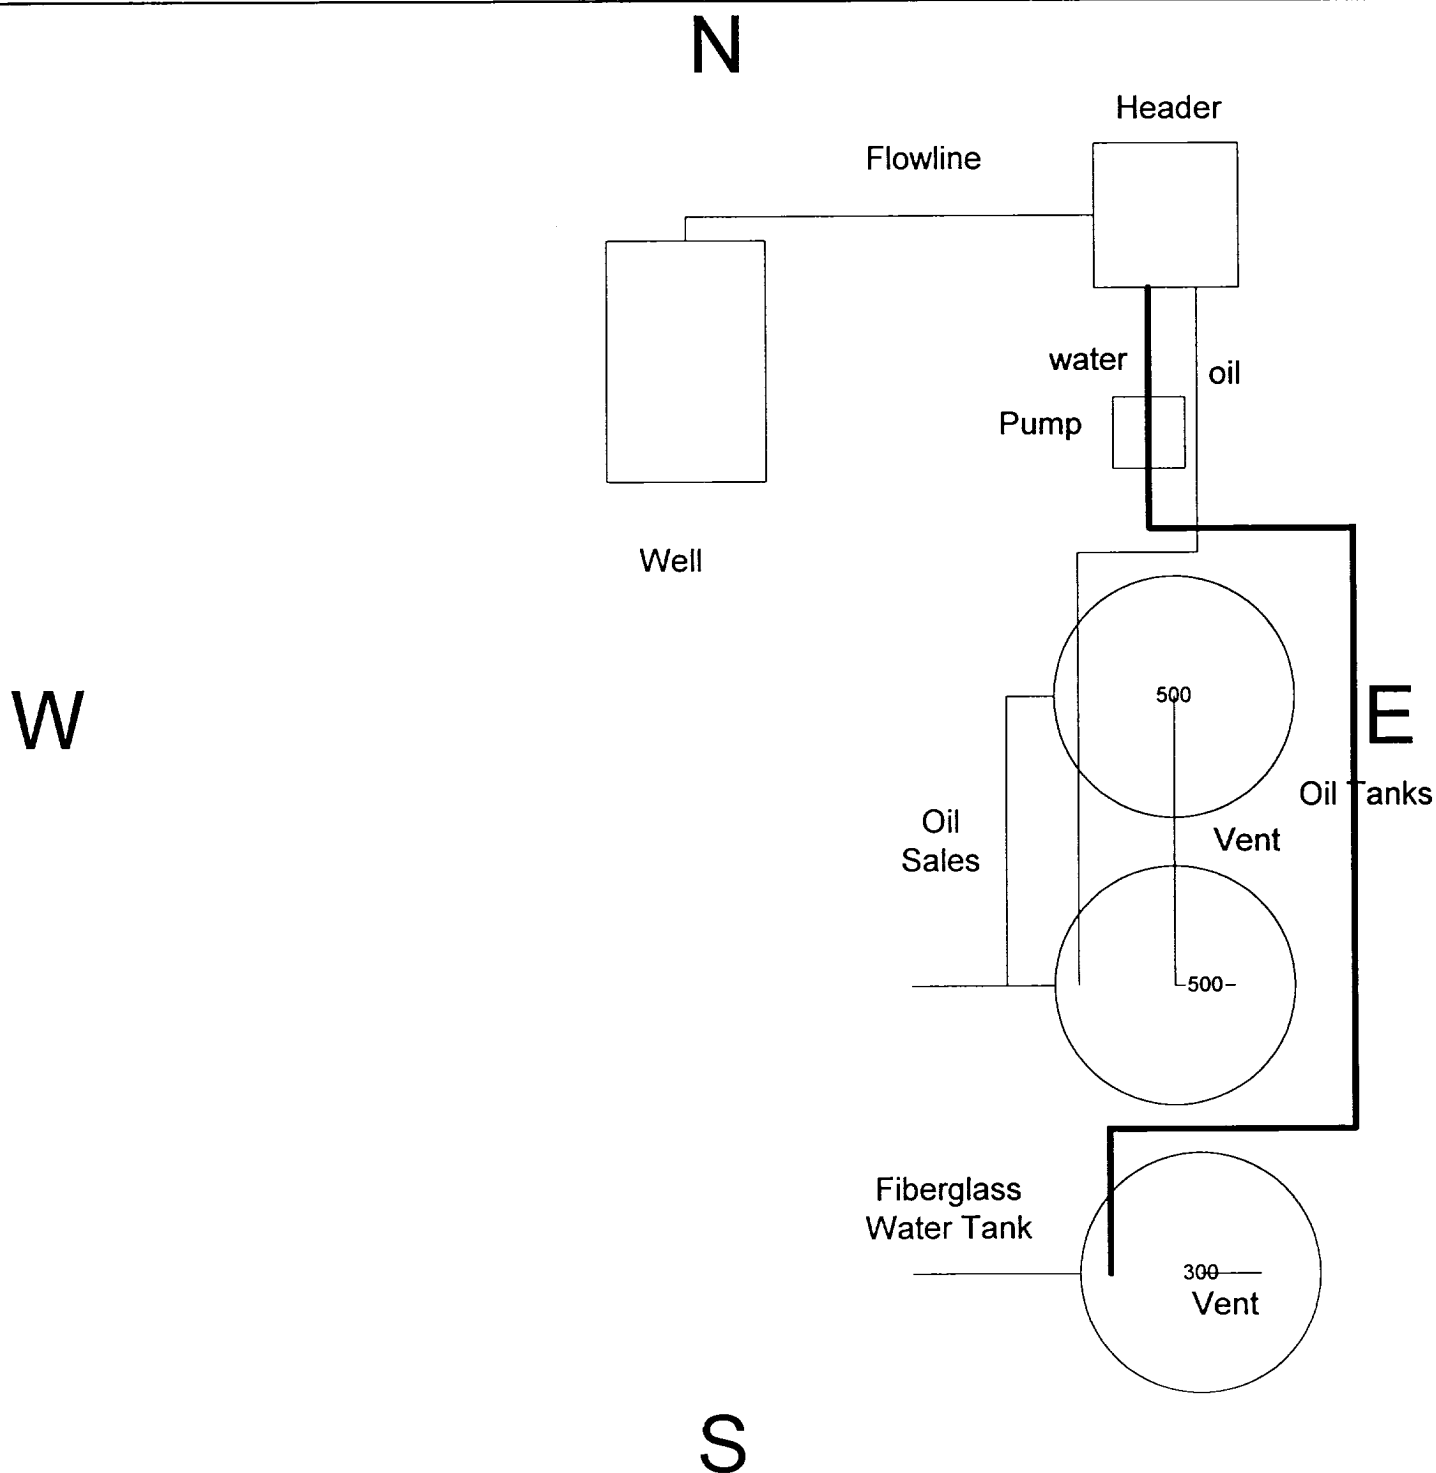 N
Header
Flowline
water
oil
Pump
Well
W
500
E
Oil Tanks
Oil
Sales
Vent
500
Fiberglass
Water Tank
300
Vent
S